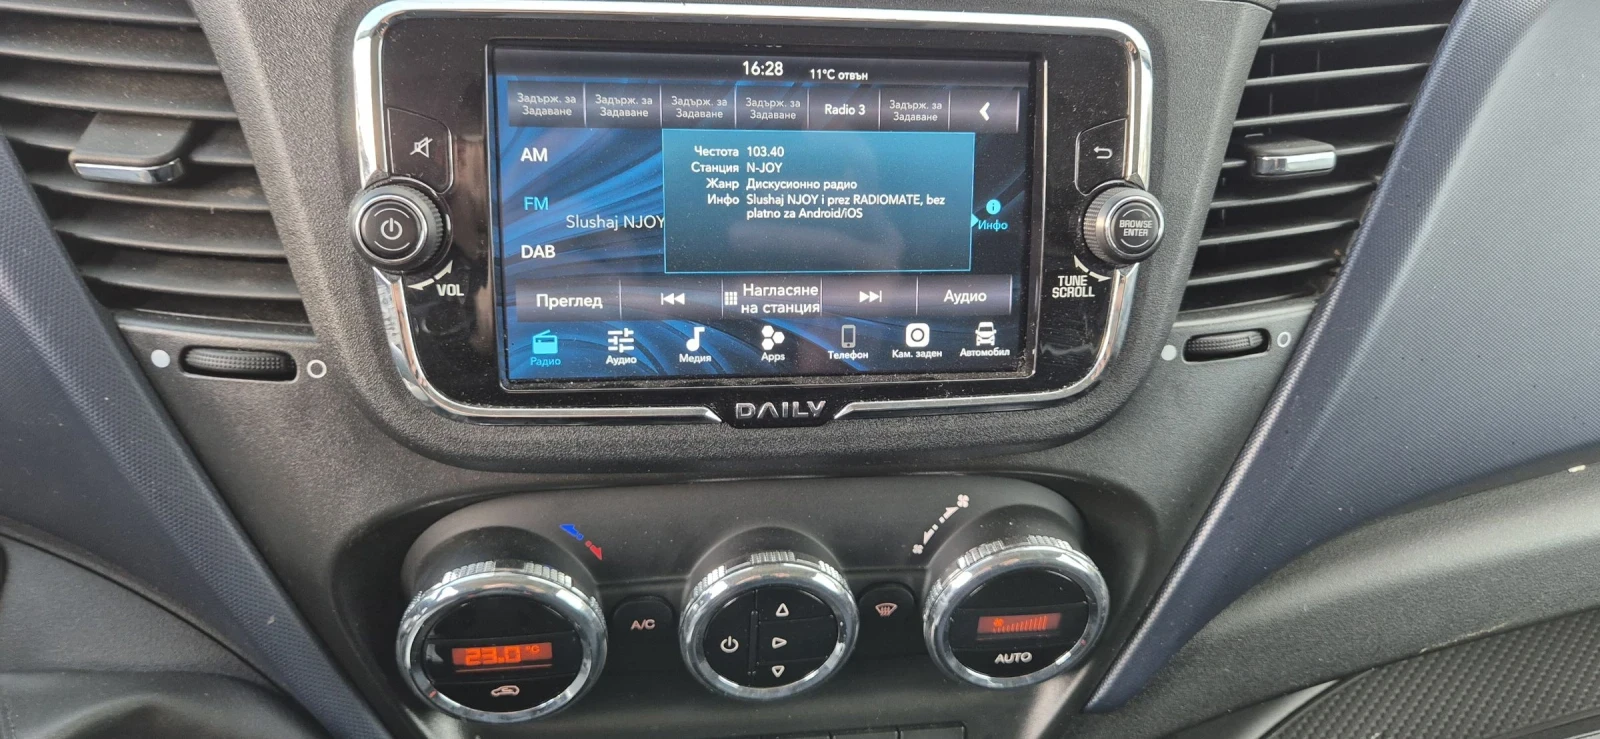 16:28 11°C отвън
Задърж. за Задаване
Задърж. за Задаване
Задърж. за Задаване
Задърж. за Задаване
Radio 3
Задърж. за Задаване
AM
FM
DAB
Slushaj NJOY
Честота 103.40
Станция N-JOY
Жанр Дискусионно радио
Инфо Slushaj NJOY i prez RADIOMATE, bez
platno za Android/iOS
Инфо
Преглед
Нагласяне
на станция
Аудио
Радио
Аудио
Медия
Apps
Телефон
Кам. заден
Автомобил
VOL
BROWSE
ENTER
TUNE
SCROLL
DAILY
23.0 °C
A/C
AUTO